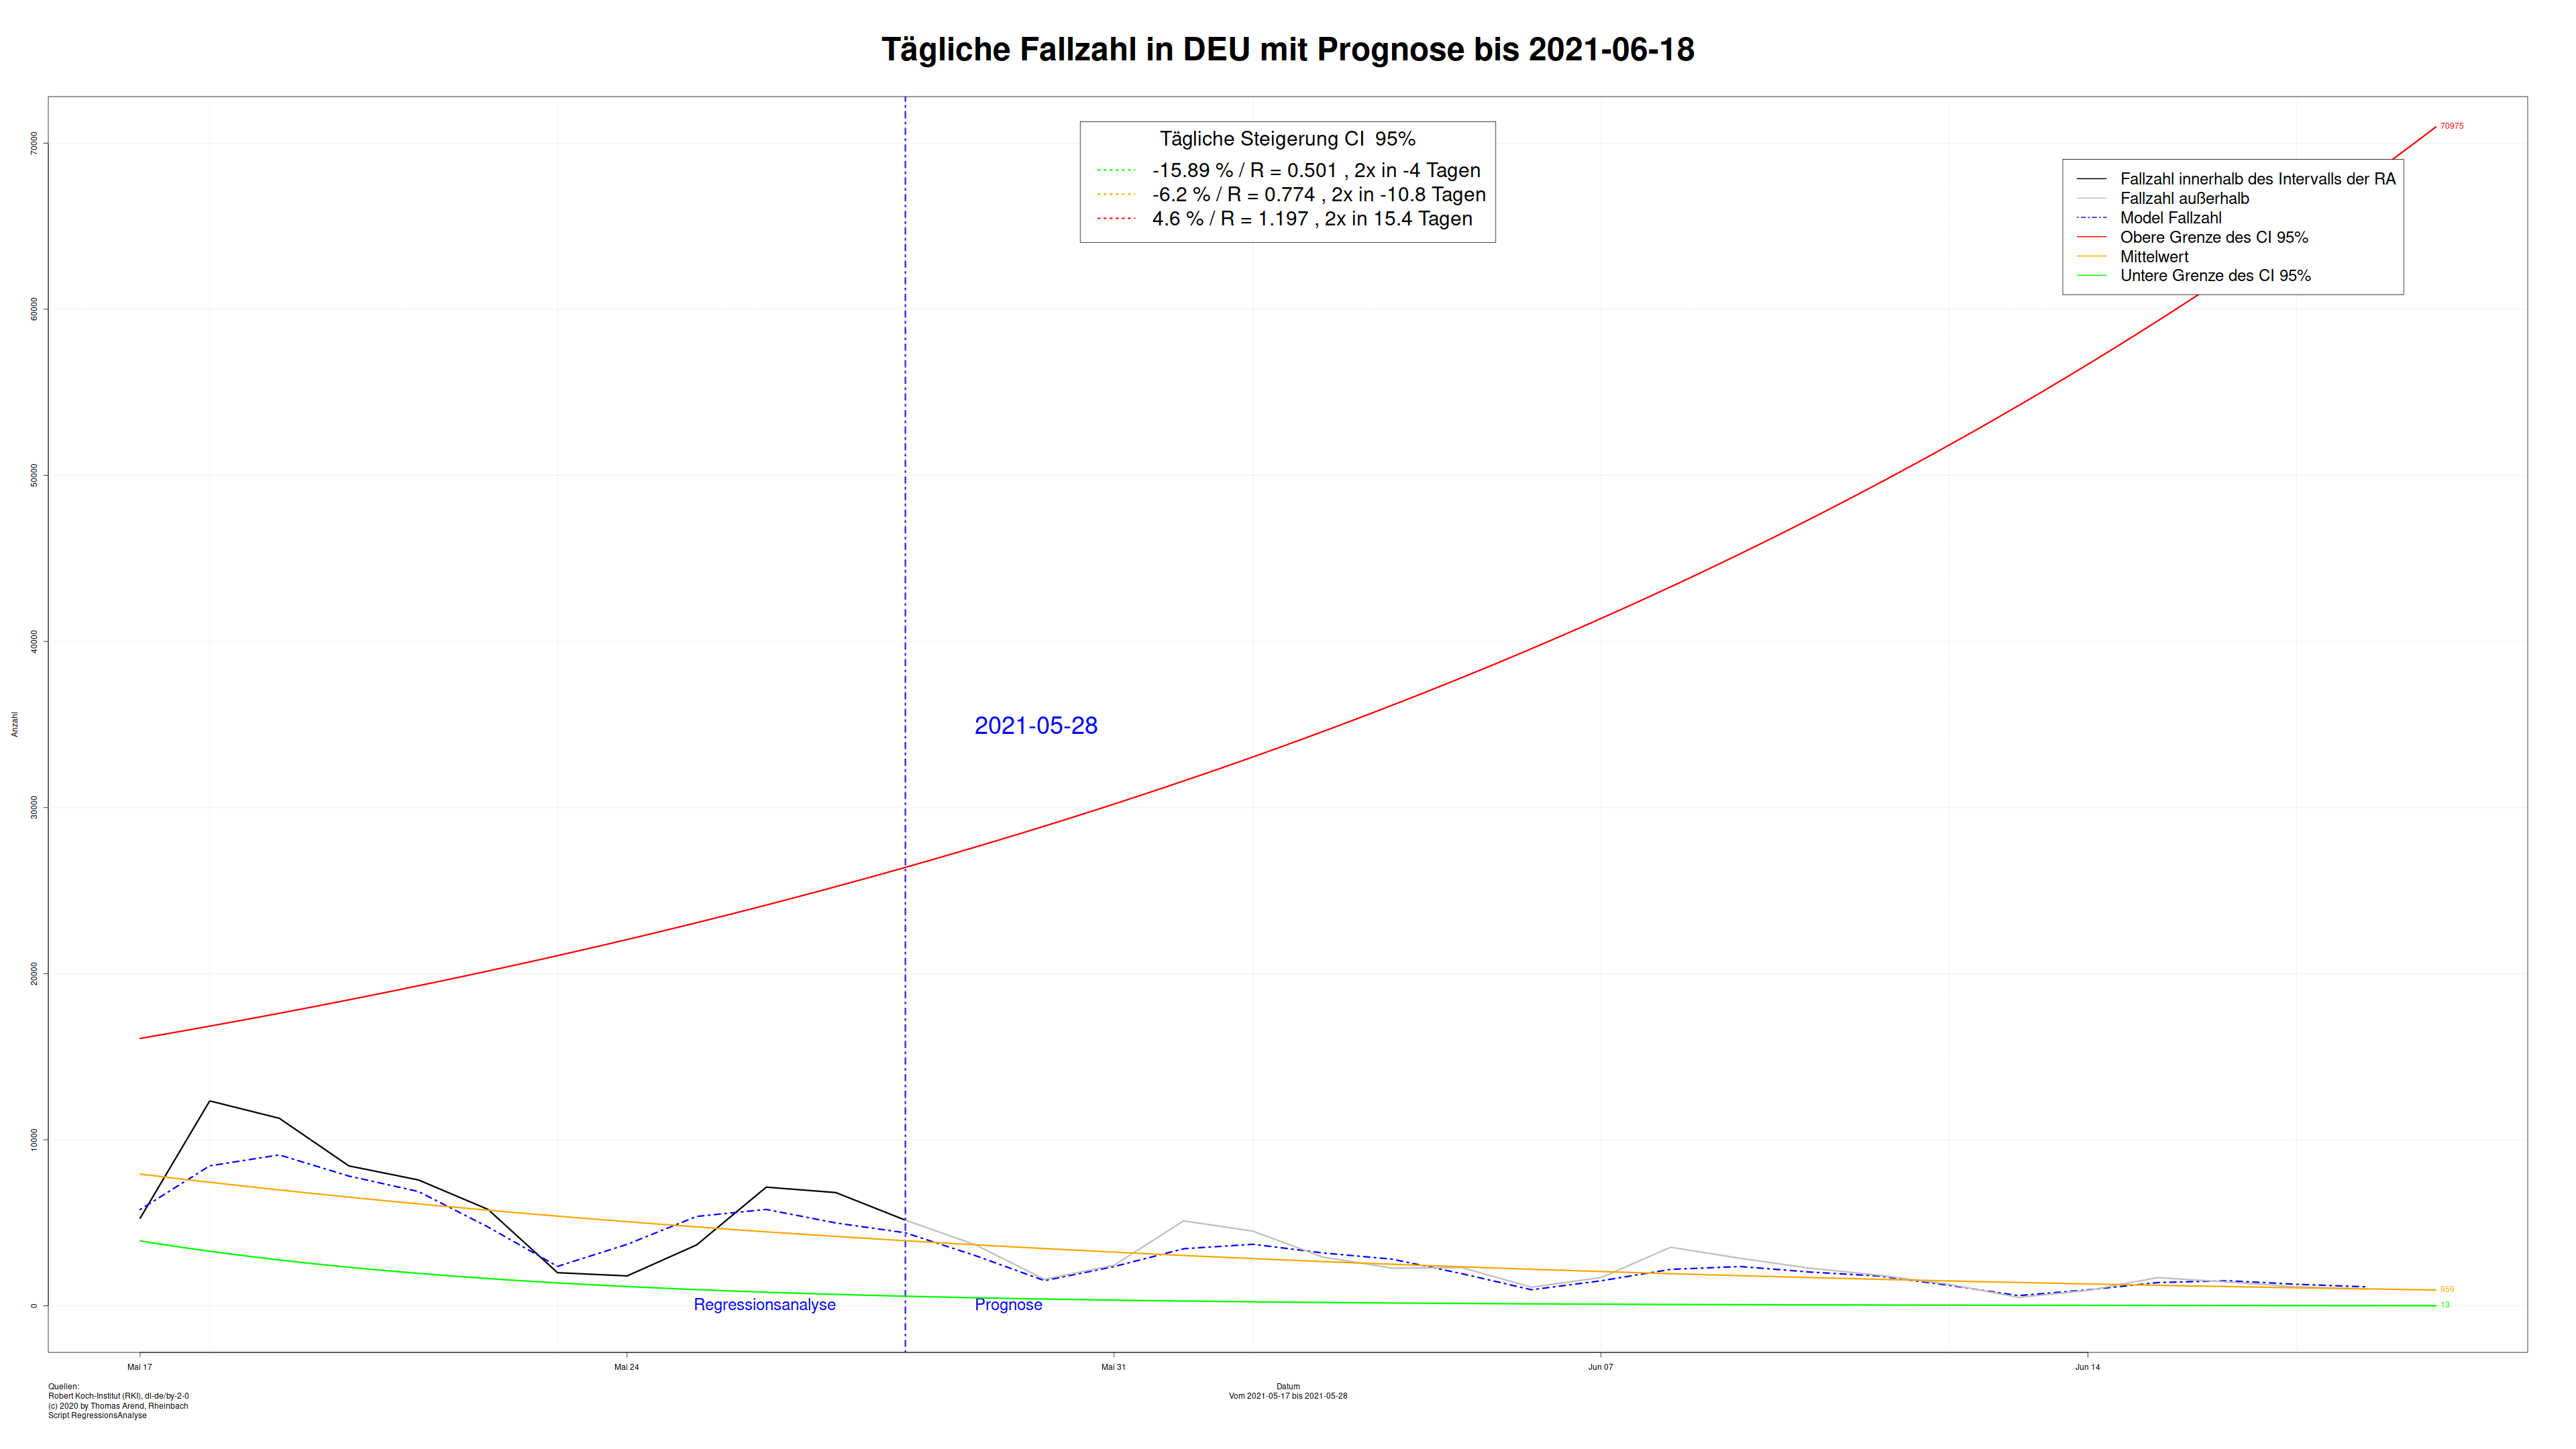 Tägliche Fallzahl in DEU mit Prognose bis 2021-06-18
Tägliche Steigerung CI  95%
-15.89 % / R = 0.501 , 2x in -4 Tagen
-6.2 % / R = 0.774 , 2x in -10.8 Tagen
4.6 % / R = 1.197 , 2x in 15.4 Tagen
70975
Fallzahl innerhalb des Intervalls der RA
Fallzahl außerhalb
Model Fallzahl
Obere Grenze des CI 95%
Mittelwert
Untere Grenze des CI 95%
70000
60000
50000
40000
30000
20000
10000
0
Anzahl
2021-05-28
Regressionsanalyse
Prognose
959
13
Mai 17
Mai 24
Mai 31
Jun 07
Jun 14
Datum
Vom 2021-05-17 bis 2021-05-28
Quellen:
Robert Koch-Institut (RKI), dl-de/by-2-0
(c) 2020 by Thomas Arend, Rheinbach
Script RegressionsAnalyse